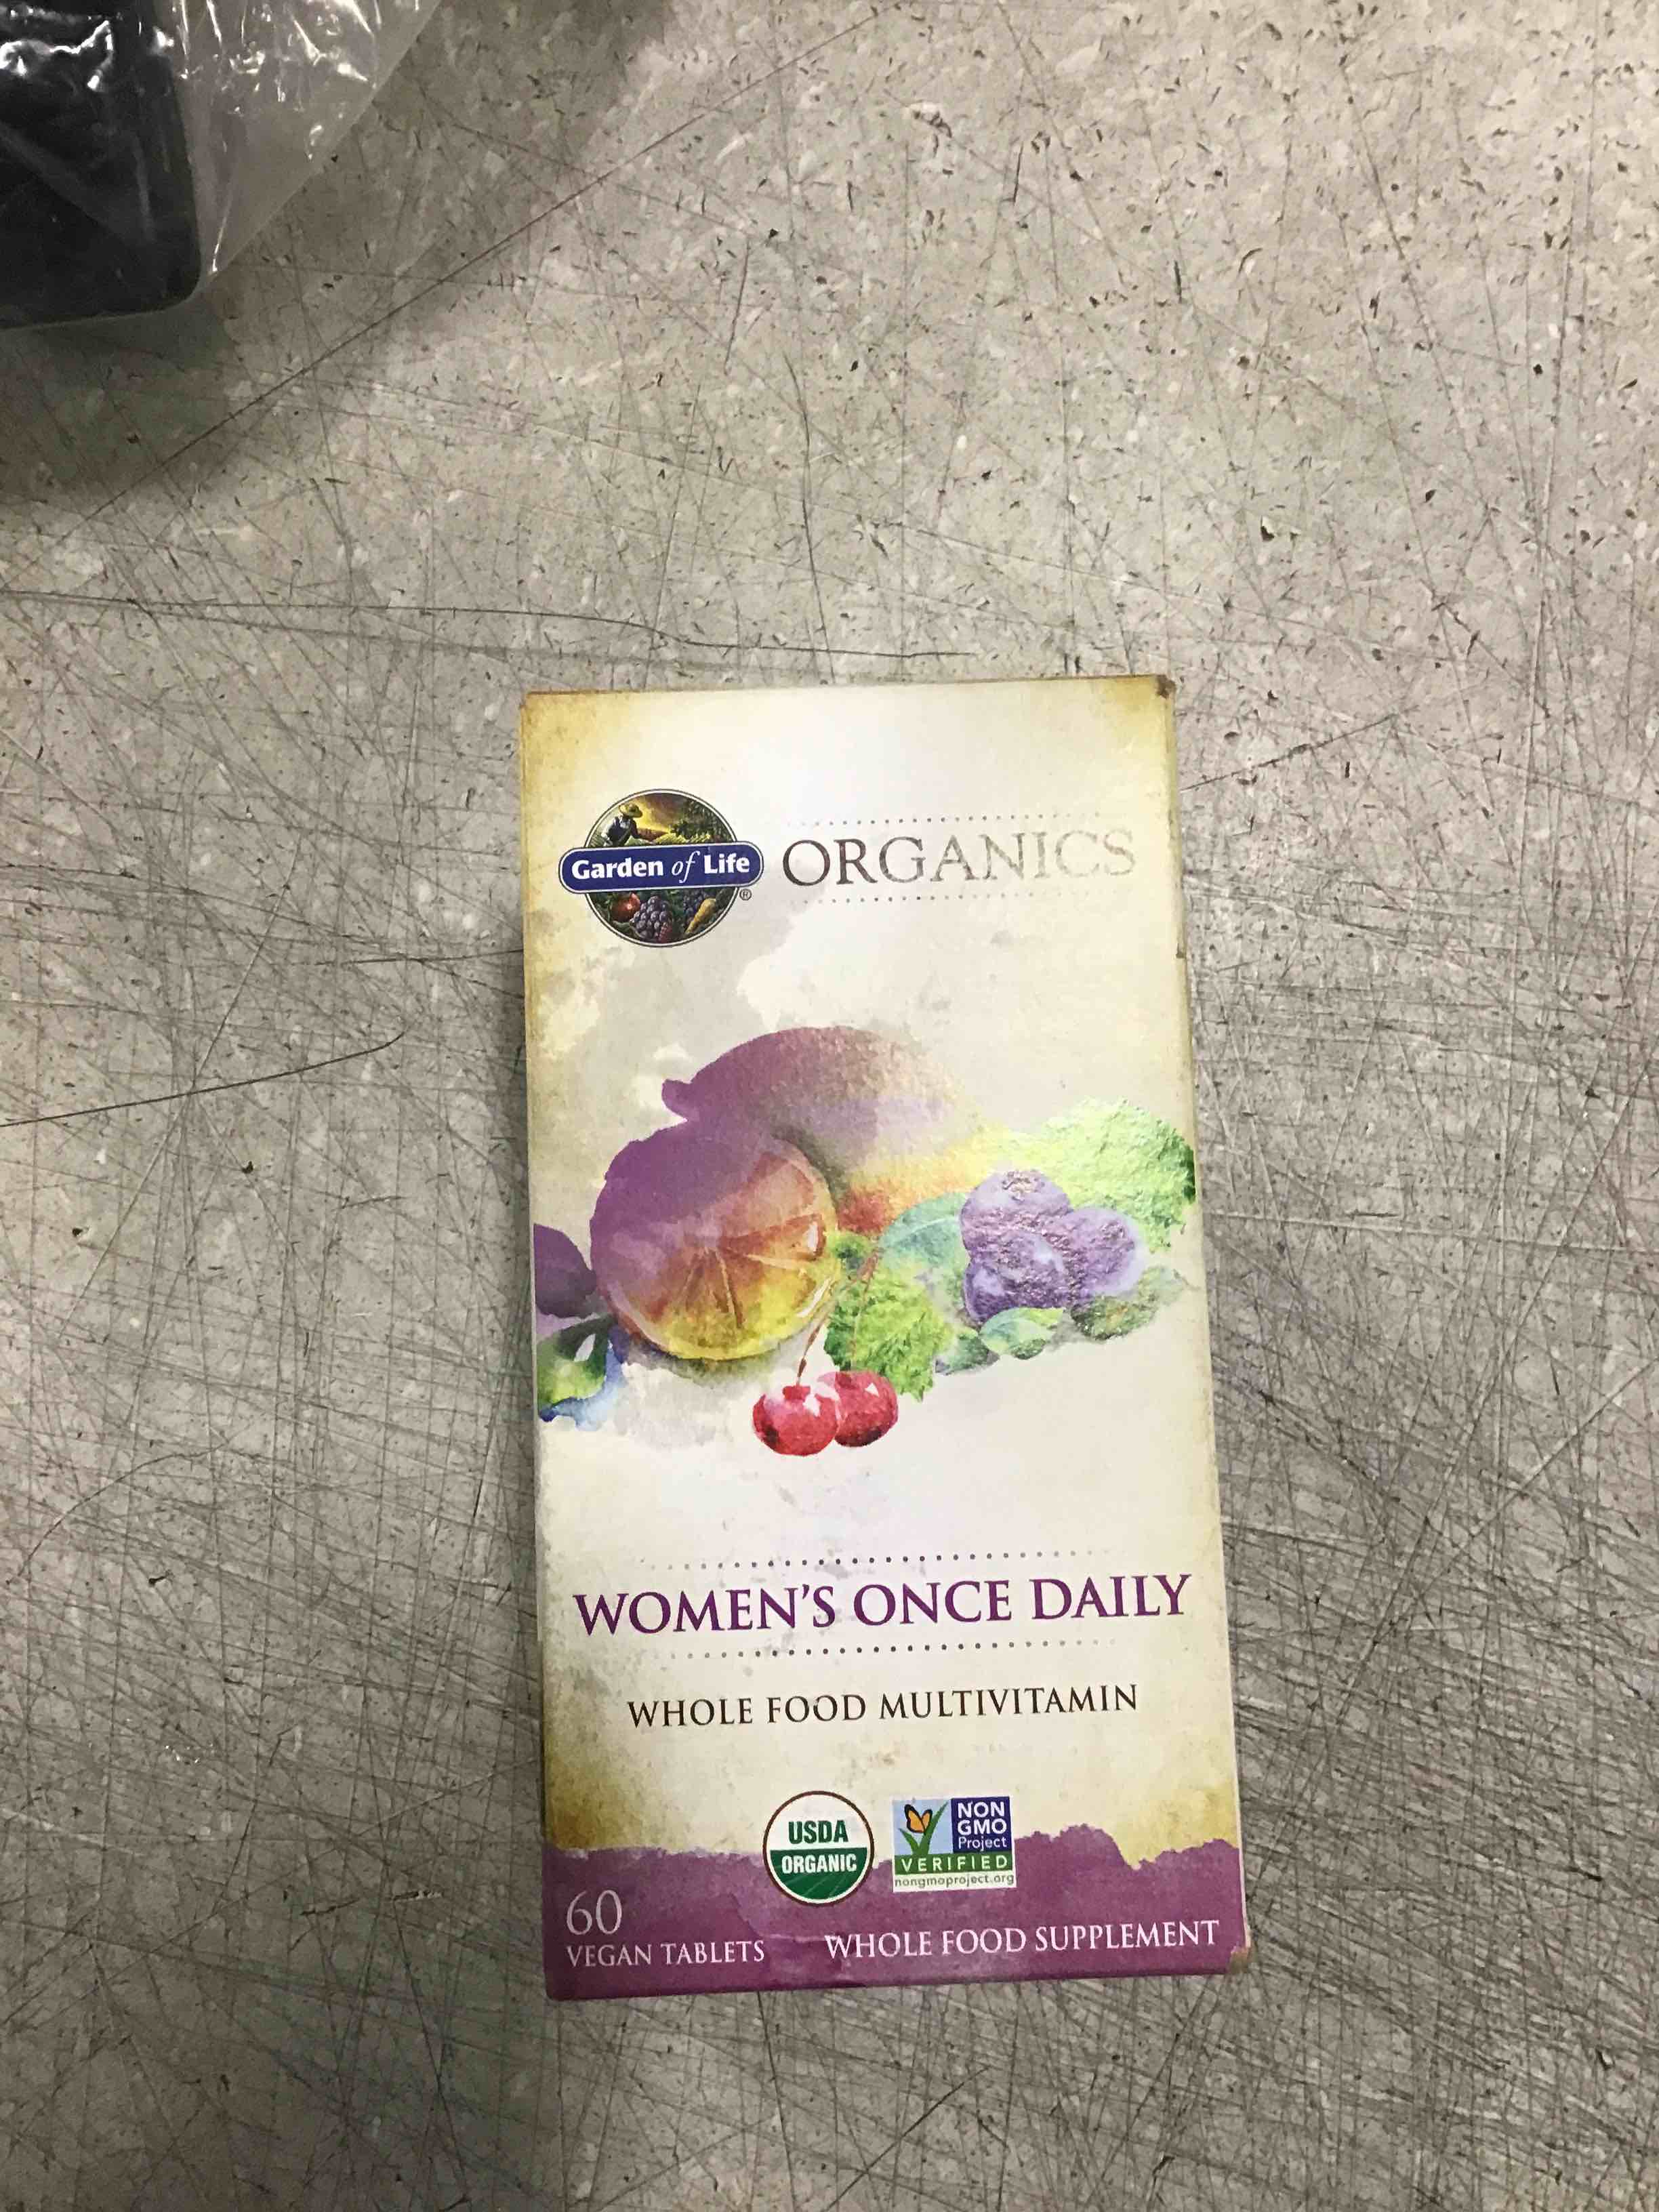 Garden of Life
®
ORGANICS
WOMEN'S ONCE DAILY
WHOLE FOOD MULTIVITAMIN
USDA
ORGANIC
NON
GMO
Project
VERIFIED
nongmoproject.org
60
VEGAN TABLETS
WHOLE FOOD SUPPLEMENT